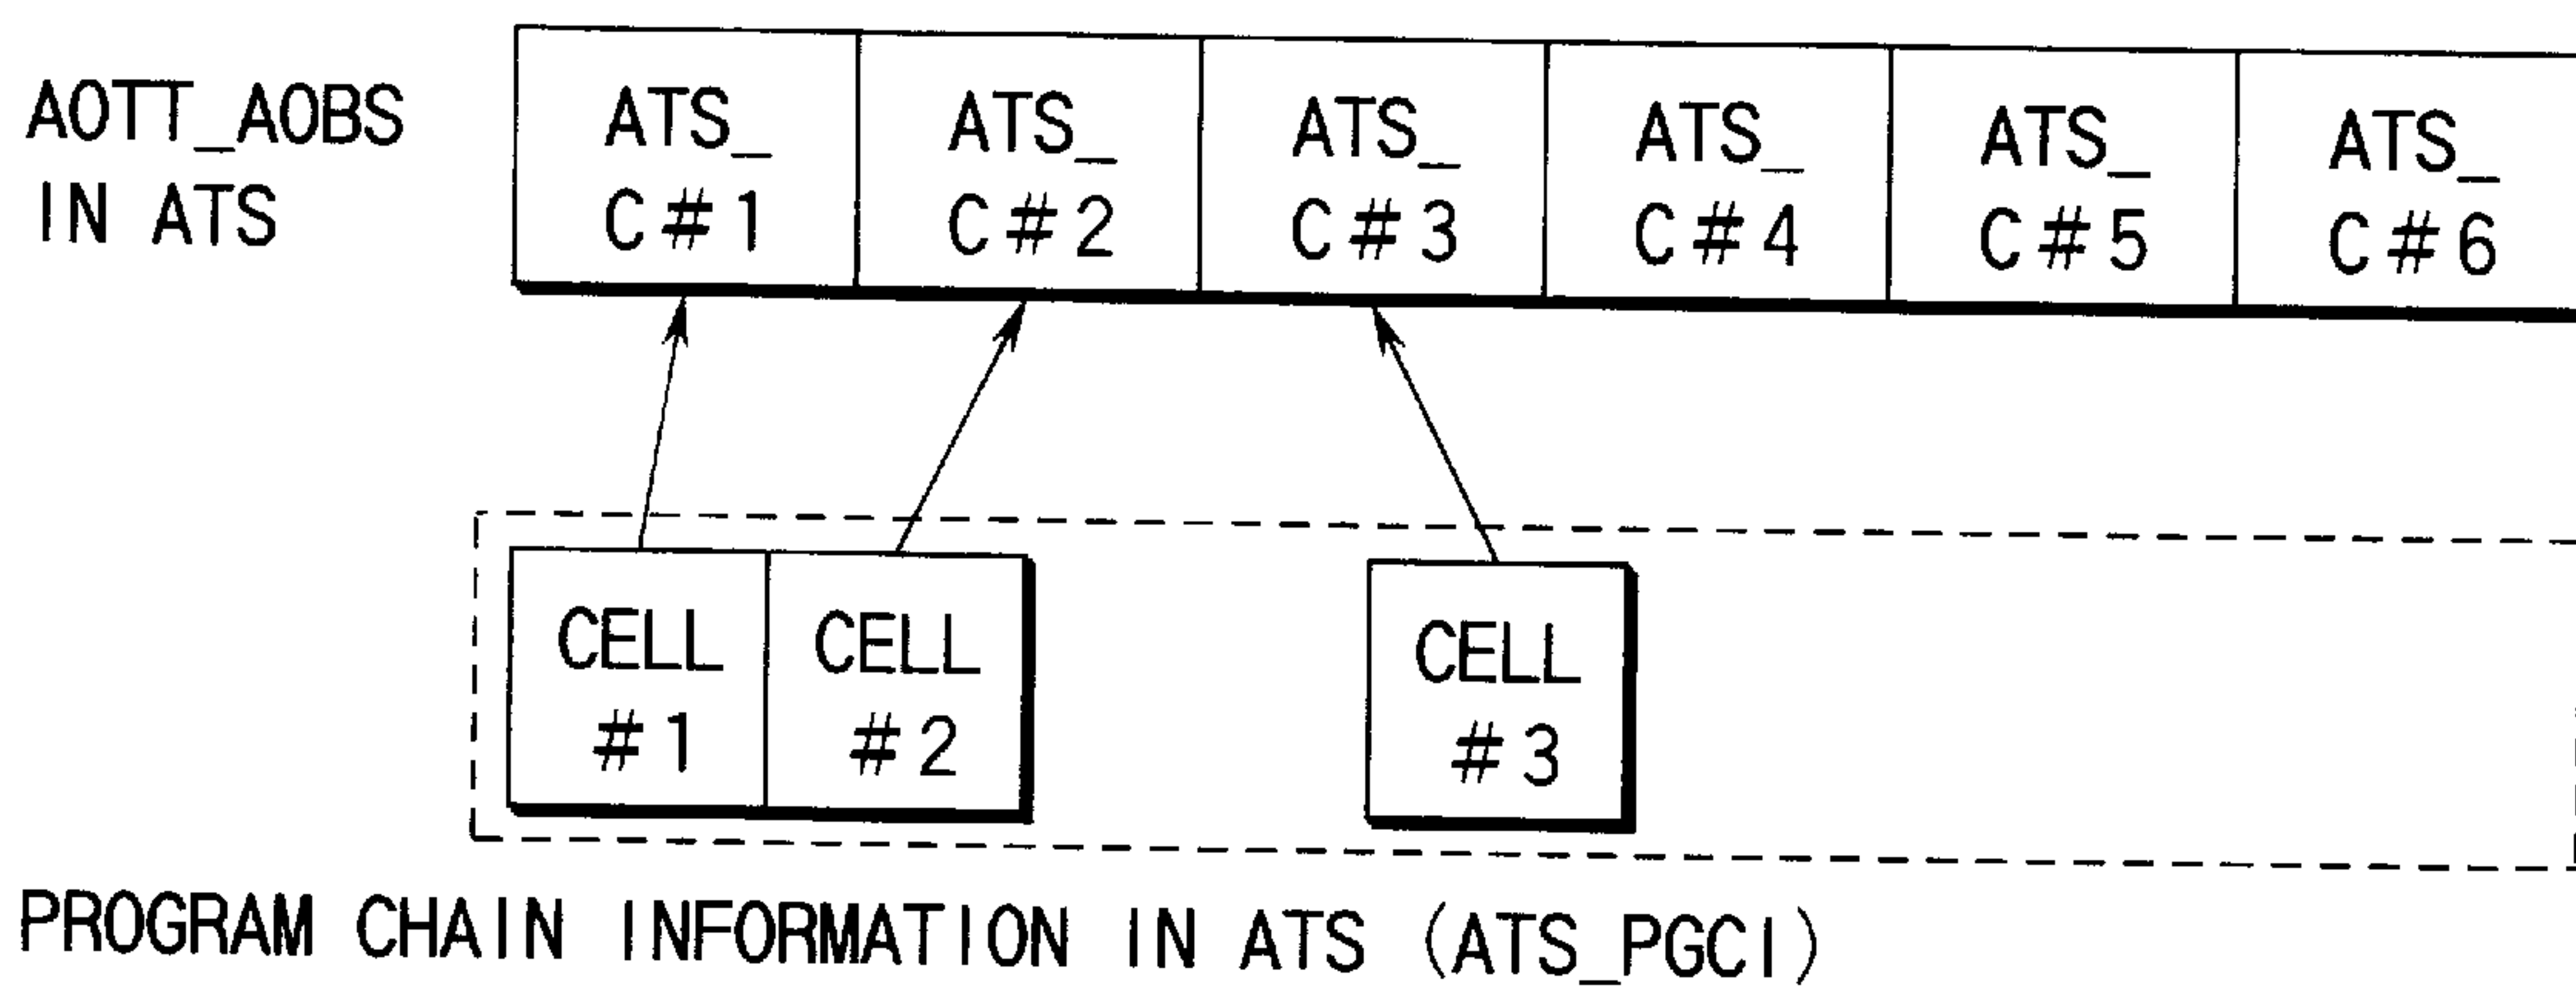 AOTT_AOBS
IN ATS
ATS_
C#1
ATS_
C#2
ATS_
C#3
ATS_
C#4
ATS_
C#5
ATS_
C#6
CELL
#1
CELL
#2
CELL
#3
PROGRAM CHAIN INFORMATION IN ATS (ATS_PGCI)